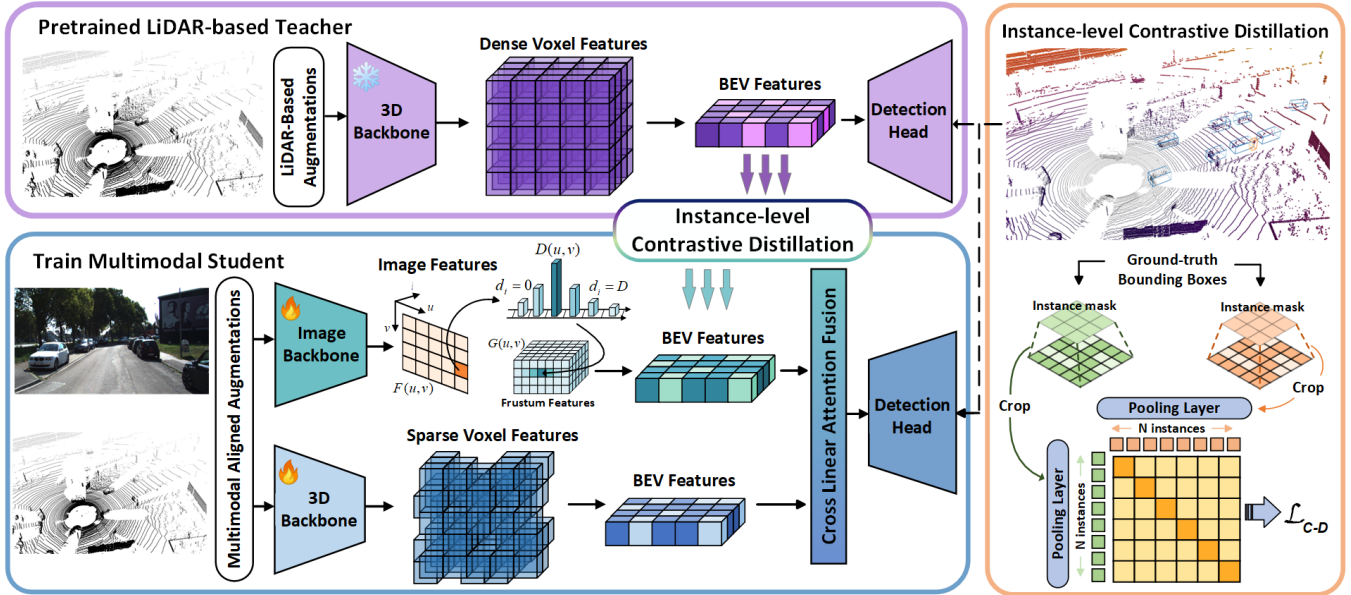 Pretrained LiDAR-based Teacher
LiDAR-Based
Augmentations
3D
Backbone
Dense Voxel Features
BEV Features
Detection
Head
Instance-level
Contrastive Distillation
Train Multimodal Student
Multimodal Aligned Augmentations
Image
Backbone
Image Features
u
v
F(u,v)
D(u,v)
d_t = 0
d_i = D
G(u,v)
Frustum Features
BEV Features
3D
Backbone
Sparse Voxel Features
BEV Features
Cross Linear Attention Fusion
Detection
Head
Instance-level Contrastive Distillation
Ground-truth
Bounding Boxes
Instance mask
Instance mask
Crop
Crop
Pooling Layer
N instances
Pooling Layer
N instances
ℒ_C-D